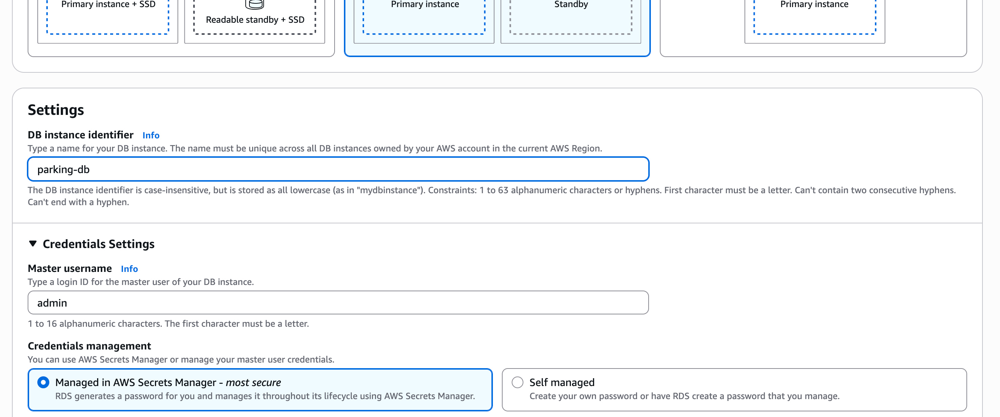 Primary instance + SSD
Readable standby + SSD
Primary instance
Standby
Primary instance
Settings
DB instance identifier Info
Type a name for your DB instance. The name must be unique across all DB instances owned by your AWS account in the current AWS Region.
parking-db
The DB instance identifier is case-insensitive, but is stored as all lowercase (as in "mydbinstance"). Constraints: 1 to 63 alphanumeric characters or hyphens. First character must be a letter. Can't contain two consecutive hyphens.
Can't end with a hyphen.
Credentials Settings
Master username Info
Type a login ID for the master user of your DB instance.
admin
1 to 16 alphanumeric characters. The first character must be a letter.
Credentials management
You can use AWS Secrets Manager or manage your master user credentials.
Managed in AWS Secrets Manager - most secure
RDS generates a password for you and manages it throughout its lifecycle using AWS Secrets Manager.
Self managed
Create your own password or have RDS create a password that you manage.